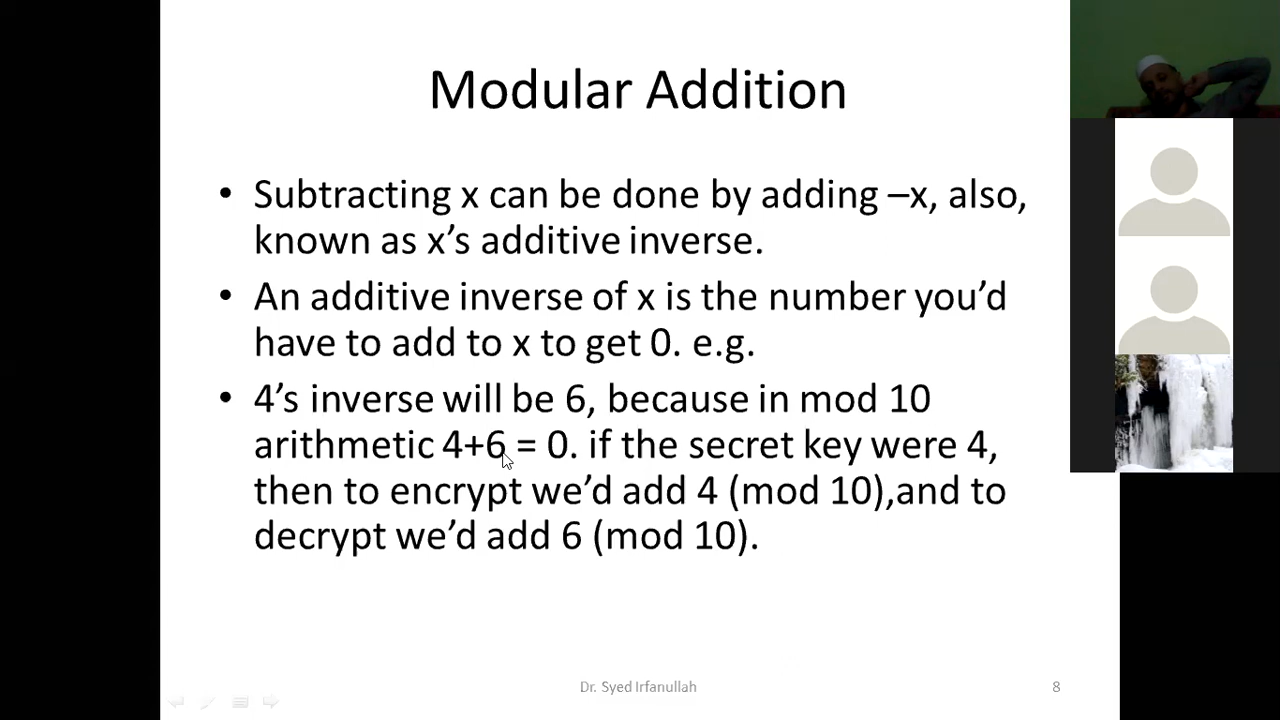 Modular Addition
• Subtracting x can be done by adding –x, also,
known as x’s additive inverse.
• An additive inverse of x is the number you’d
have to add to x to get 0. e.g.
• 4’s inverse will be 6, because in mod 10
arithmetic 4+6 = 0. if the secret key were 4,
then to encrypt we’d add 4 (mod 10),and to
decrypt we’d add 6 (mod 10).
Dr. Syed Irfanullah
8